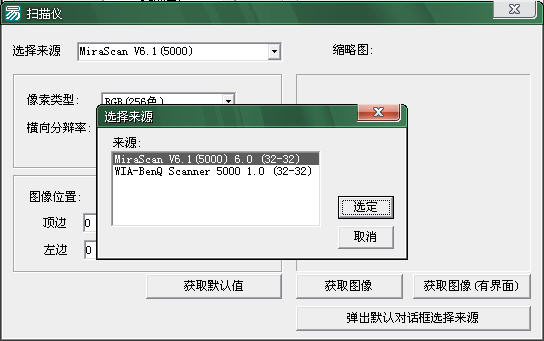 扫描仪
选择来源 MiraScan V6.1(5000) 缩略图:
像素类型: RGB(256色)
横向分辩率:
选择来源
来源:
MiraScan V6.1(5000) 6.0 (32-32)
WIA-BenQ Scanner 5000 1.0 (32-32)
选定
取消
图像位置:
顶边 0
左边 0
获取默认值 获取图像 获取图像(有界面)
弹出默认对话框选择来源